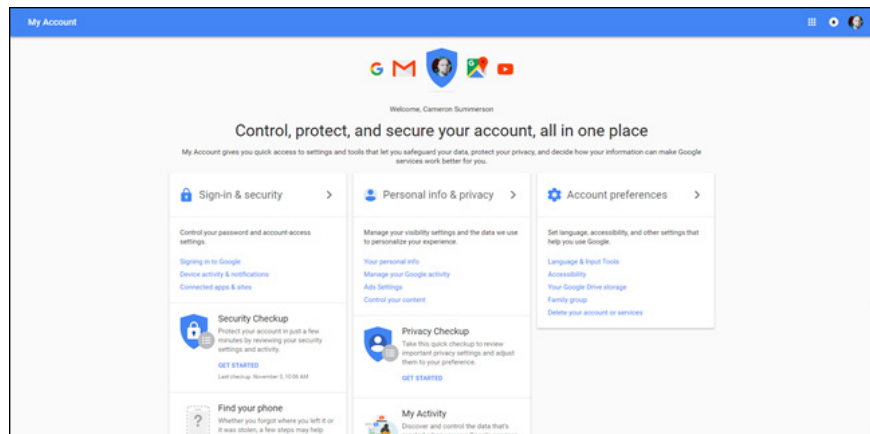 My Account
Welcome, Cameron Summerson
Control, protect, and secure your account, all in one place
My Account gives you quick access to settings and tools that let you safeguard your data, protect your privacy, and decide how your information can make Google
services work better for you.
Sign-in & security
Control your password and account-access
settings.
Signing in to Google
Device activity & notifications
Connected apps & sites
Security Checkup
Protect your account in just a few
minutes by reviewing your security
settings and activity.
GET STARTED
Last checkup: November 3, 10:06 AM
Find your phone
Whether you forgot where you left it or
it was stolen, a few steps may help
Personal info & privacy
Manage your visibility settings and the data we use
to personalize your experience.
Your personal info
Manage your Google activity
Ads Settings
Control your content
Privacy Checkup
Take this quick checkup to review
important privacy settings and adjust
them to your preference.
GET STARTED
My Activity
Discover and control the data that's
Account preferences
Set language, accessibility, and other settings that
help you use Google.
Language & Input Tools
Accessibility
Your Google Drive storage
Family group
Delete your account or services